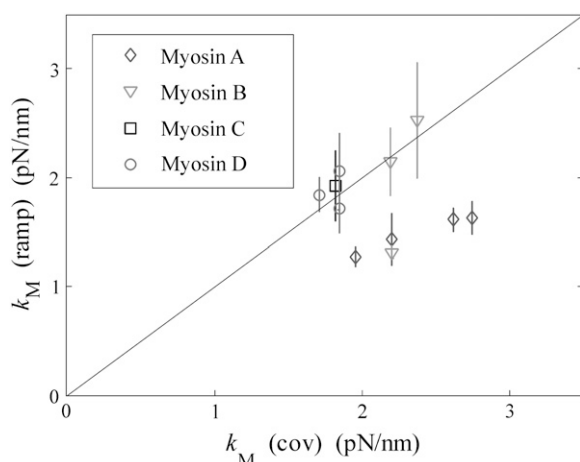 3
2
1
0
0
1
2
3
k_M (ramp) (pN/nm)
Myosin A
Myosin B
Myosin C
Myosin D
k_M (cov) (pN/nm)